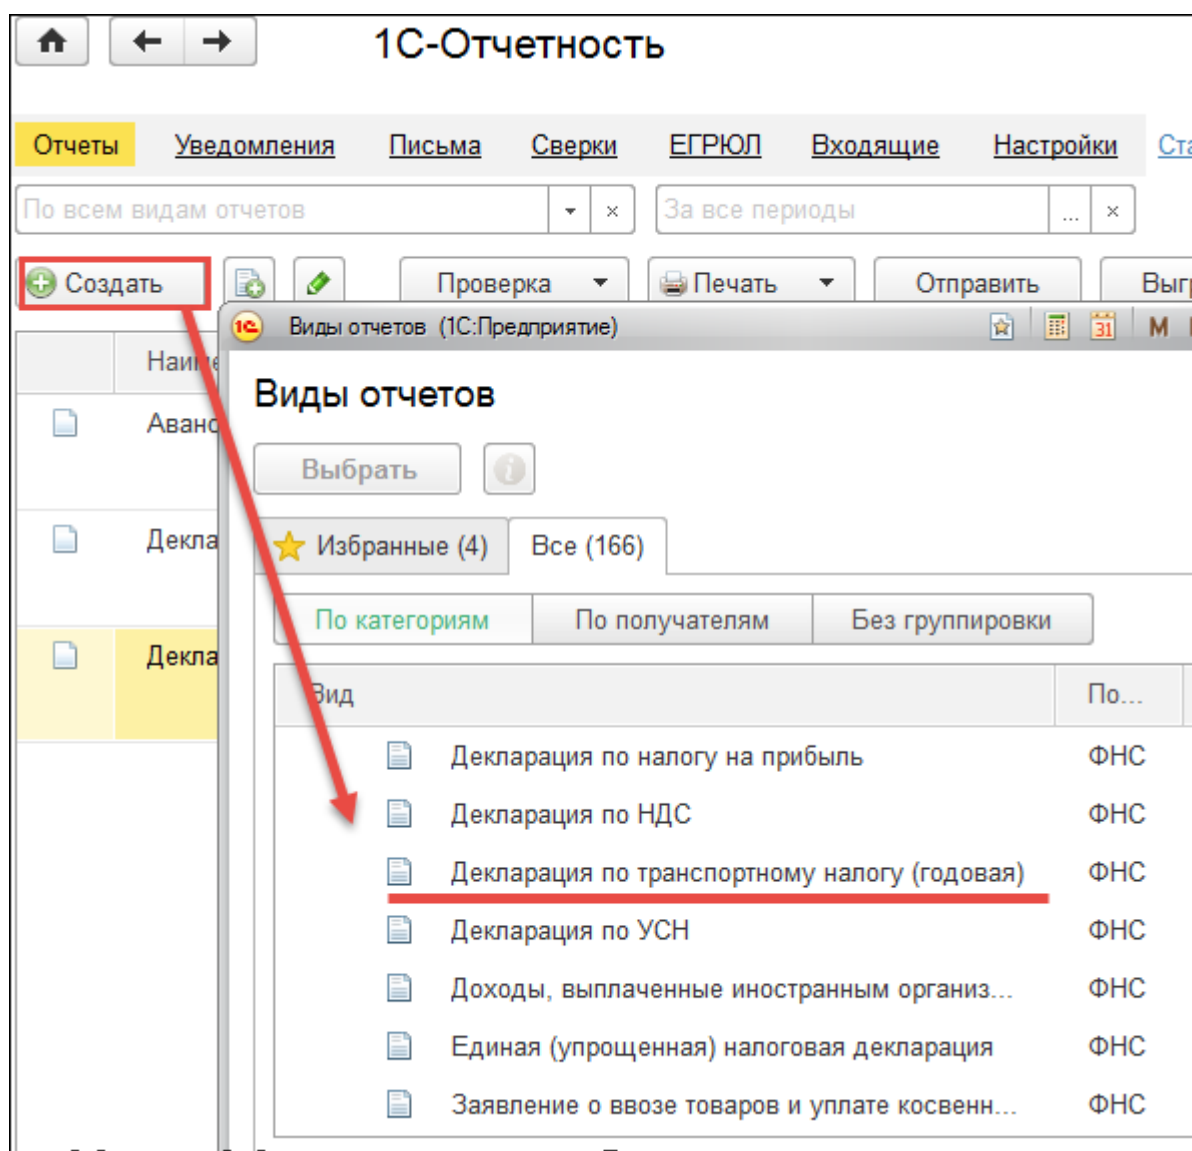 1С-Отчетность
Отчеты Уведомления Письма Сверки ЕГРЮЛ Входящие Настройки
По всем видам отчетов За все периоды ...
Создать Проверка Печать Отправить
1С Виды отчетов (1С:Предприятие) 31 M
Виды отчетов
Выбрать
Избранные (4) Все (166)
По категориям По получателям Без группировки
Вид По...
Декларация по налогу на прибыль ФНС
Декларация по НДС ФНС
Декларация по транспортному налогу (годовая) ФНС
Декларация по УСН ФНС
Доходы, выплаченные иностранным организ... ФНС
Единая (упрощенная) налоговая декларация ФНС
Заявление о ввозе товаров и уплате косвенн... ФНС